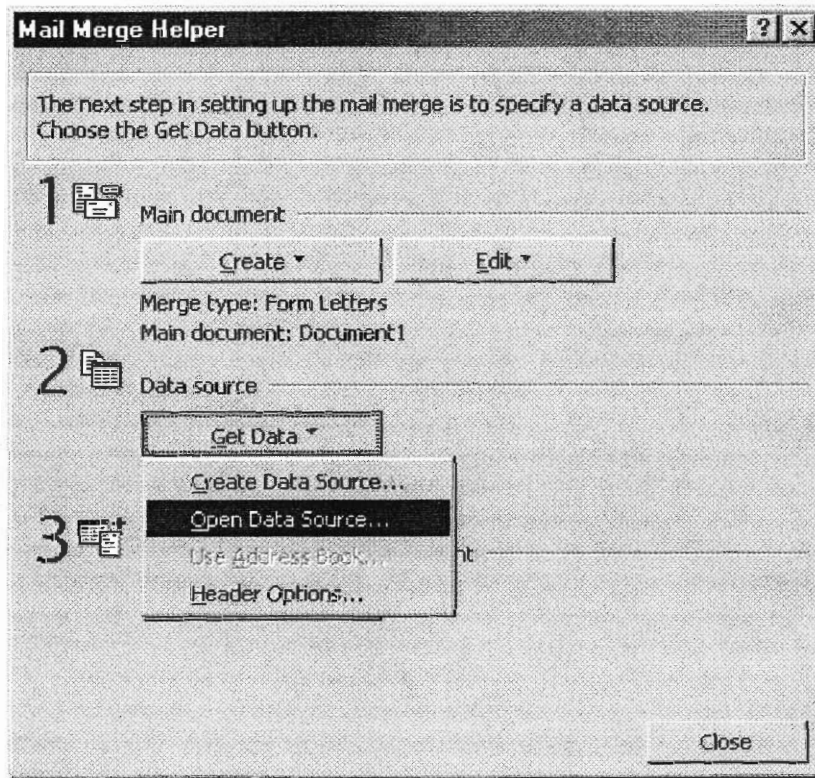 Mail Merge Helper
The next step in setting up the mail merge is to specify a data source.
Choose the Get Data button.
1
Main document
Create Edit
Merge type: Form Letters
Main document: Document1
2
Data source
Get Data
Create Data Source...
Open Data Source...
3
Use Address Book...
nt
Header Options...
Close